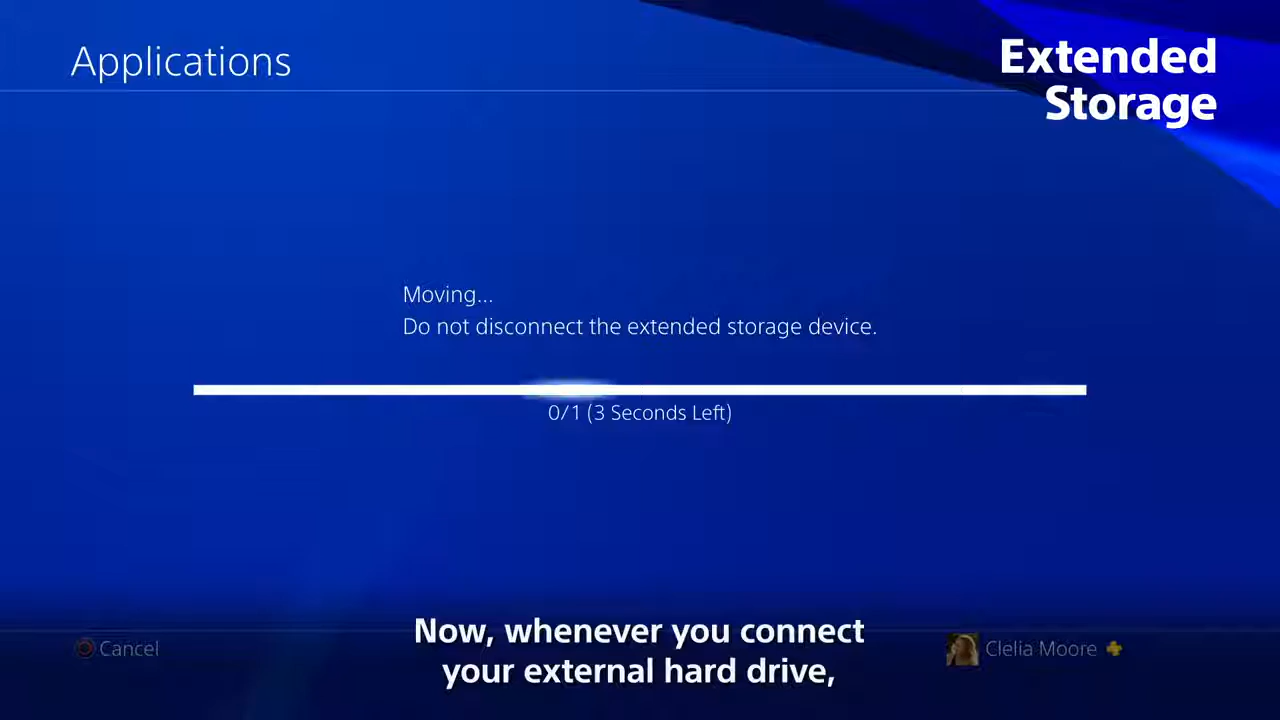 Applications
Extended
Storage
Moving...
Do not disconnect the extended storage device.
0/1 (3 Seconds Left)
Now, whenever you connect
your external hard drive,
Cancel
Clelia Moore